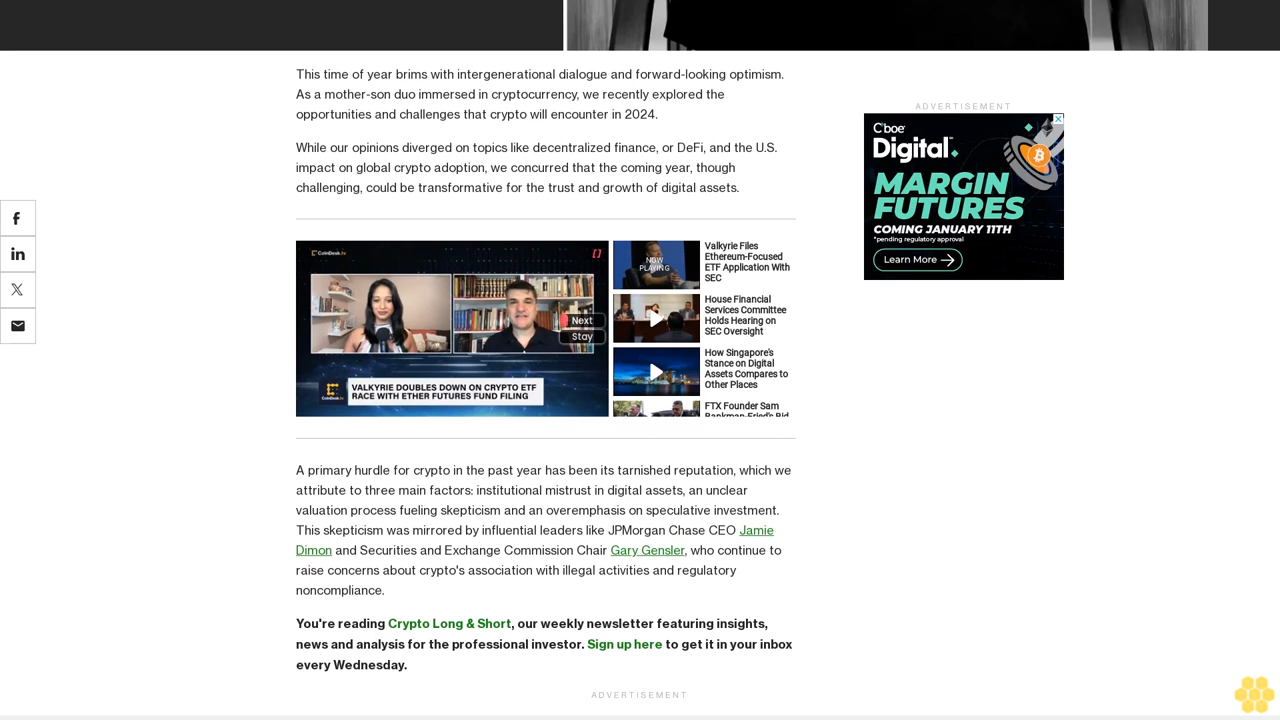 This time of year brims with intergenerational dialogue and forward-looking optimism.
As a mother-son duo immersed in cryptocurrency, we recently explored the
opportunities and challenges that crypto will encounter in 2024.
While our opinions diverged on topics like decentralized finance, or DeFi, and the U.S.
impact on global crypto adoption, we concurred that the coming year, though
challenging, could be transformative for the trust and growth of digital assets.
CoinDesk.tv
Next
Stay
VALKYRIE DOUBLES DOWN ON CRYPTO ETF
RACE WITH ETHER FUTURES FUND FILING
NOW
PLAYING
Valkyrie Files
Ethereum-Focused
ETF Application With
SEC
House Financial
Services Committee
Holds Hearing on
SEC Oversight
How Singapore's
Stance on Digital
Assets Compares to
Other Places
FTX Founder Sam
Bankman-Fried's Bid
A primary hurdle for crypto in the past year has been its tarnished reputation, which we
attribute to three main factors: institutional mistrust in digital assets, an unclear
valuation process fueling skepticism and an overemphasis on speculative investment.
This skepticism was mirrored by influential leaders like JPMorgan Chase CEO Jamie
Dimon and Securities and Exchange Commission Chair Gary Gensler, who continue to
raise concerns about crypto's association with illegal activities and regulatory
noncompliance.
You're reading Crypto Long & Short, our weekly newsletter featuring insights,
news and analysis for the professional investor. Sign up here to get it in your inbox
every Wednesday.
ADVERTISEMENT
ADVERTISEMENT
Cboe
Digital
MARGIN
FUTURES
COMING JANUARY 11TH
*pending regulatory approval
Learn More